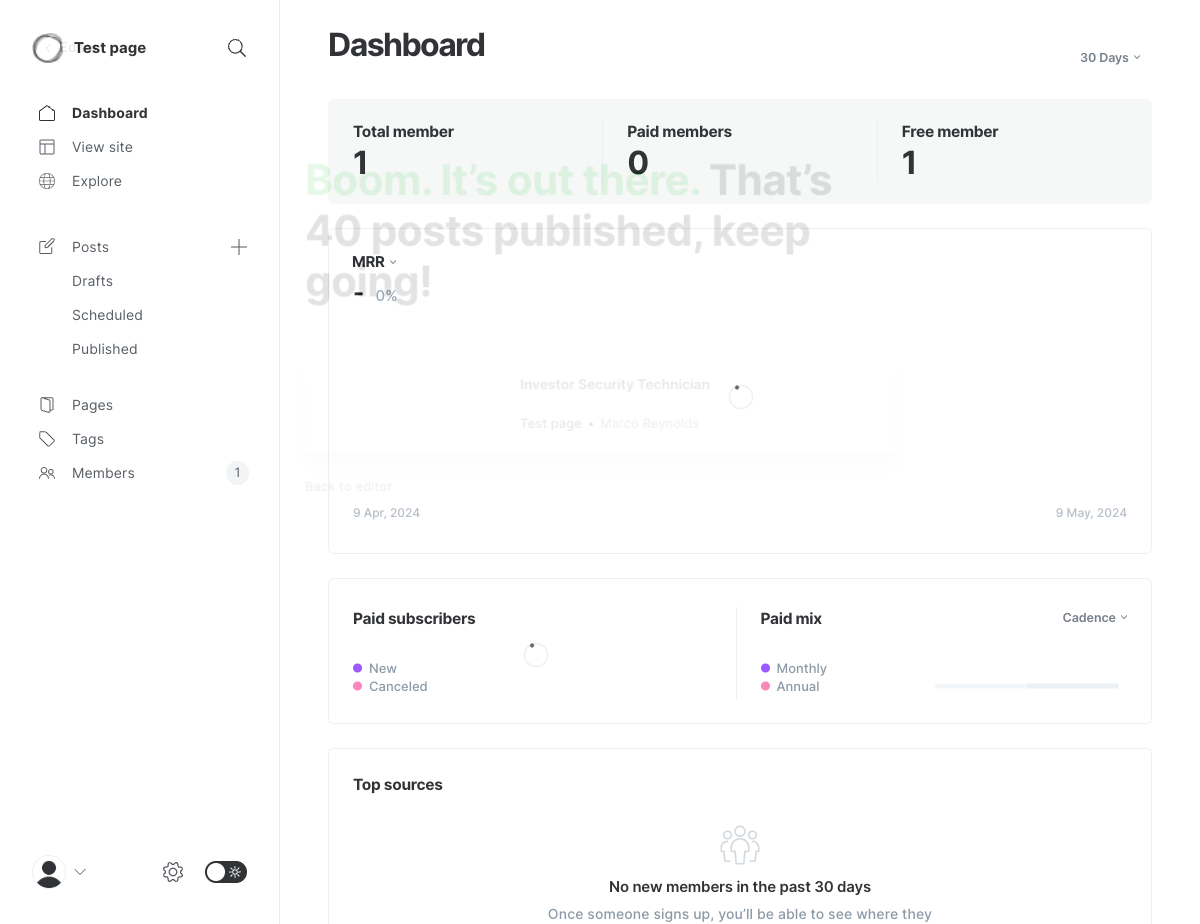 Test page
Dashboard
View site
Explore
Posts
Drafts
Scheduled
Published
Pages
Tags
Members
1
Dashboard
30 Days
Total member
1
Paid members
0
Free member
1
Boom. It's out there. That's
40 posts published, keep
going!
MRR
- 0%
Investor Security Technician
Test page • Marco Reynolds
Back to editor
9 Apr, 2024
9 May, 2024
Paid subscribers
New
Canceled
Paid mix
Cadence
Monthly
Annual
Top sources
No new members in the past 30 days
Once someone signs up, you'll be able to see where they